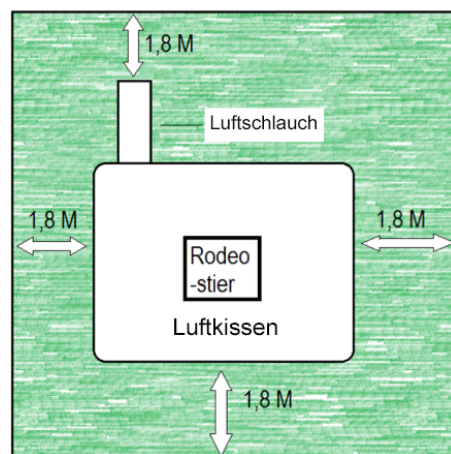 1,8 M
Luftschlauch
1,8 M
1,8 M
Rodeo
-stier
Luftkissen
1,8 M